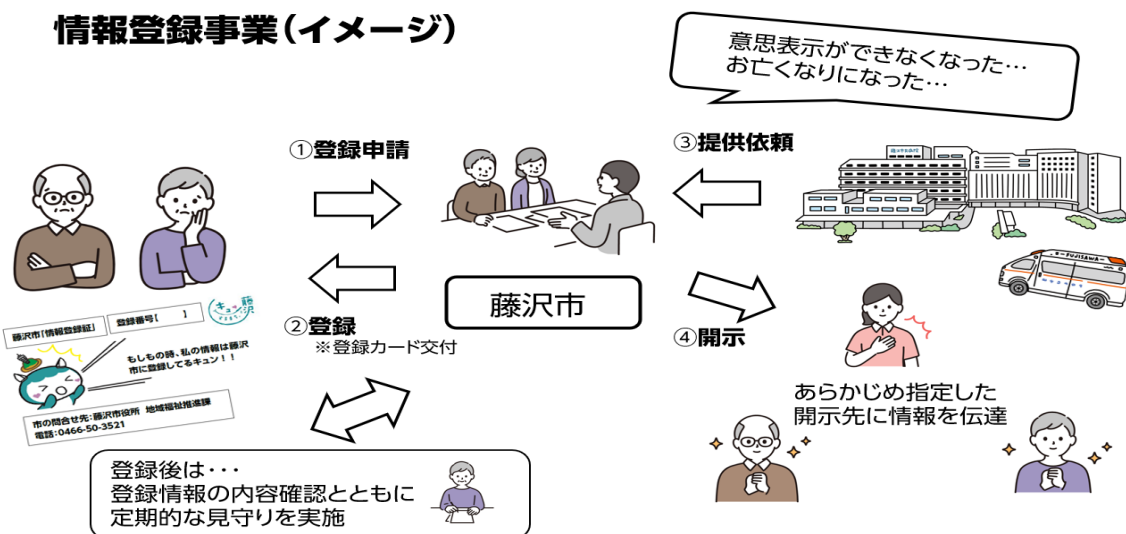 情報登録事業(イメージ)
意思表示ができなくなった…
お亡くなりになった…
①登録申請
③提供依頼
藤沢市
②登録
※登録カード交付
④開示
-FUJISAWA-
藤沢市「情報登録証」
登録番号[ ]
キュン
藤沢
もしもの時、私の情報は藤沢
市に登録してるキュン!!
市の問合せ先:藤沢市役所 地域福祉推進課
電話:0466-50-3521
あらかじめ指定した
開示先に情報を伝達
登録後は・・・
登録情報の内容確認とともに
定期的な見守りを実施